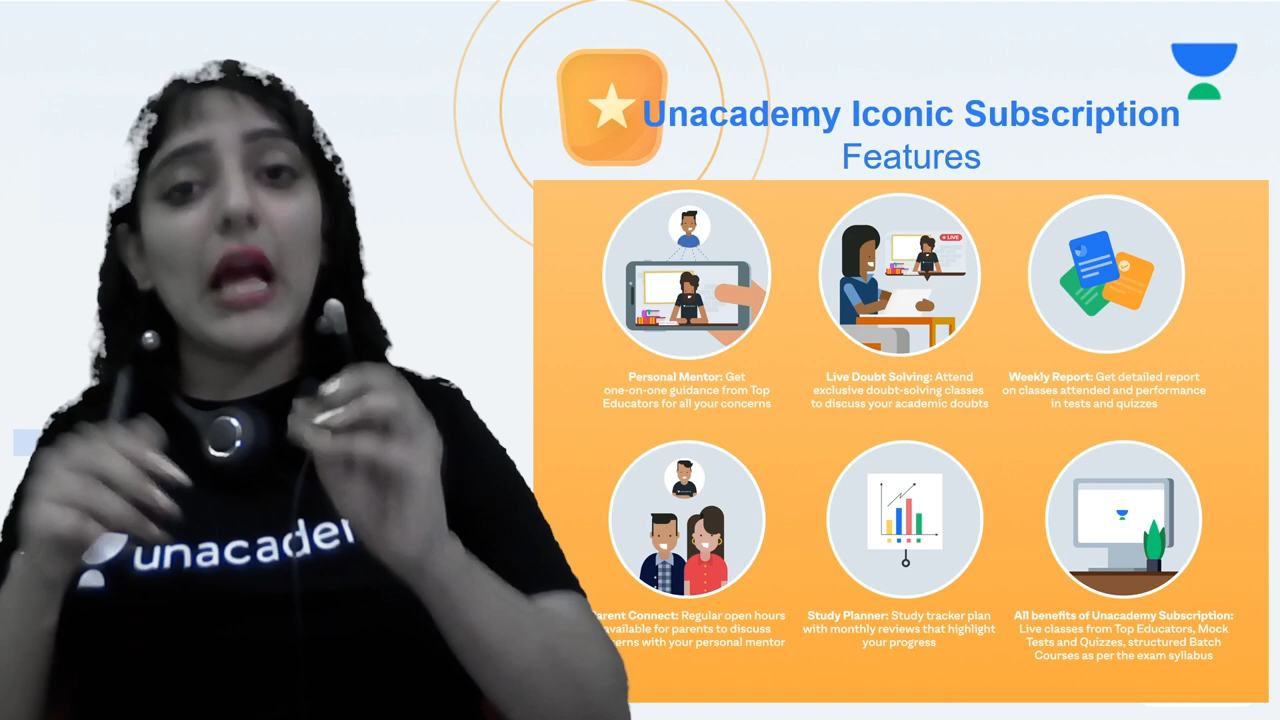 Unacademy Iconic Subscription
Features
LIVE
Personal Mentor: Get
one-on-one guidance from Top
Educators for all your concerns
Live Doubt Solving: Attend
exclusive doubt-solving classes
to discuss your academic doubts
Weekly Report: Get detailed report
on classes attended and performance
in tests and quizzes
arent Connect: Regular open hours
available for parents to discuss
erns with your personal mentor
Study Planner: Study tracker plan
with monthly reviews that highlight
your progress
All benefits of Unacademy Subscription:
Live classes from Top Educators, Mock
Tests and Quizzes, structured Batch
Courses as per the exam syllabus
unacade